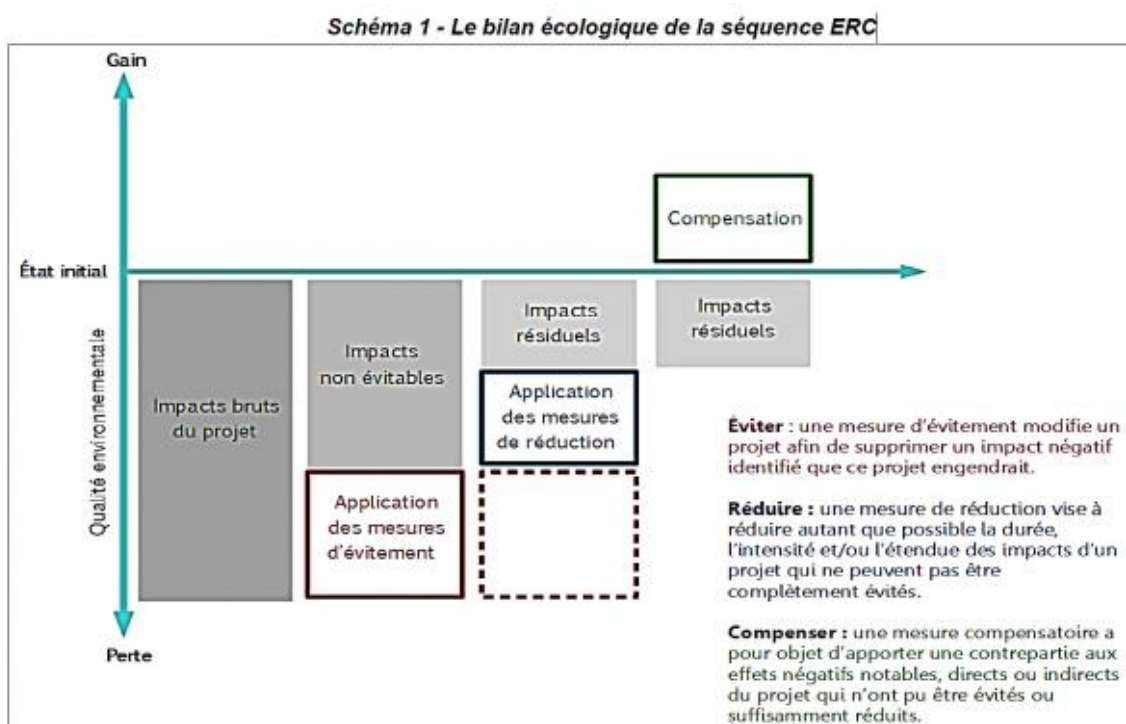 Schéma 1 - Le bilan écologique de la séquence ERC
Gain
Compensation
État initial
Qualité environnementale
Impacts bruts
du projet
Impacts
non évitables
Application
des mesures
d'évitement
Impacts
résiduels
Application
des mesures
de réduction
Impacts
résiduels
Perte
Éviter : une mesure d'évitement modifie un
projet afin de supprimer un impact négatif
identifié que ce projet engendrait.
Réduire : une mesure de réduction vise à
réduire autant que possible la durée,
l'intensité et/ou l'étendue des impacts d'un
projet qui ne peuvent pas être
complètement évités.
Compenser : une mesure compensatoire a
pour objet d'apporter une contrepartie aux
effets négatifs notables, directs ou indirects
du projet qui n'ont pu être évités ou
suffisamment réduits.